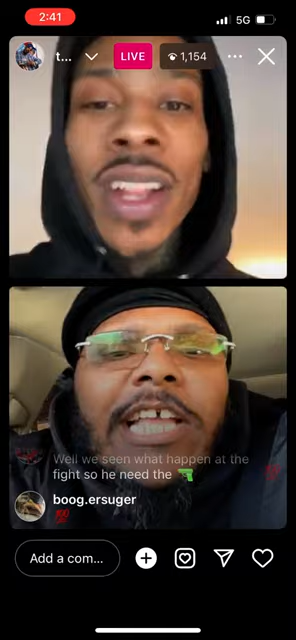 2:41
5G
t...
LIVE
1,154
Well we seen what happen at the
fight so he need the 🔫
boog.ersuger
💯
Add a com...